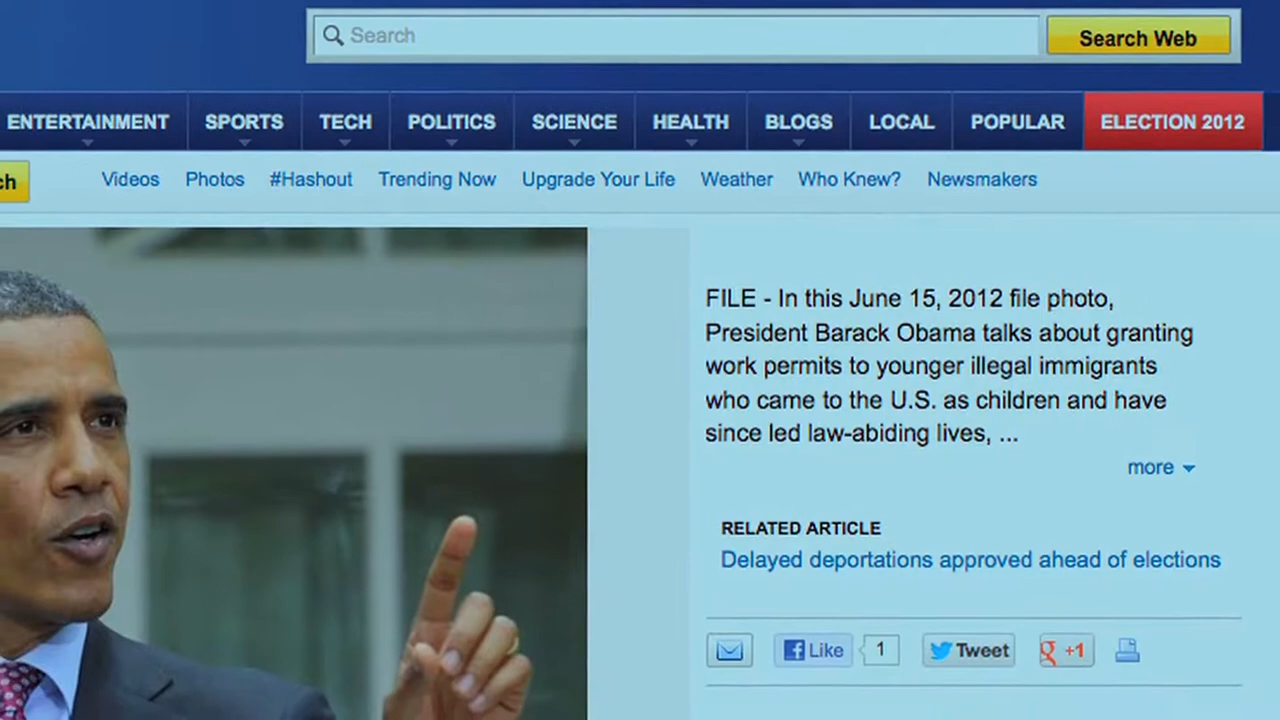 Search
Search Web
ENTERTAINMENT SPORTS TECH POLITICS SCIENCE HEALTH BLOGS LOCAL POPULAR ELECTION 2012
ch Videos Photos #Hashout Trending Now Upgrade Your Life Weather Who Knew? Newsmakers
FILE - In this June 15, 2012 file photo,
President Barack Obama talks about granting
work permits to younger illegal immigrants
who came to the U.S. as children and have
since led law-abiding lives, ...
more
RELATED ARTICLE
Delayed deportations approved ahead of elections
Like 1 Tweet g +1